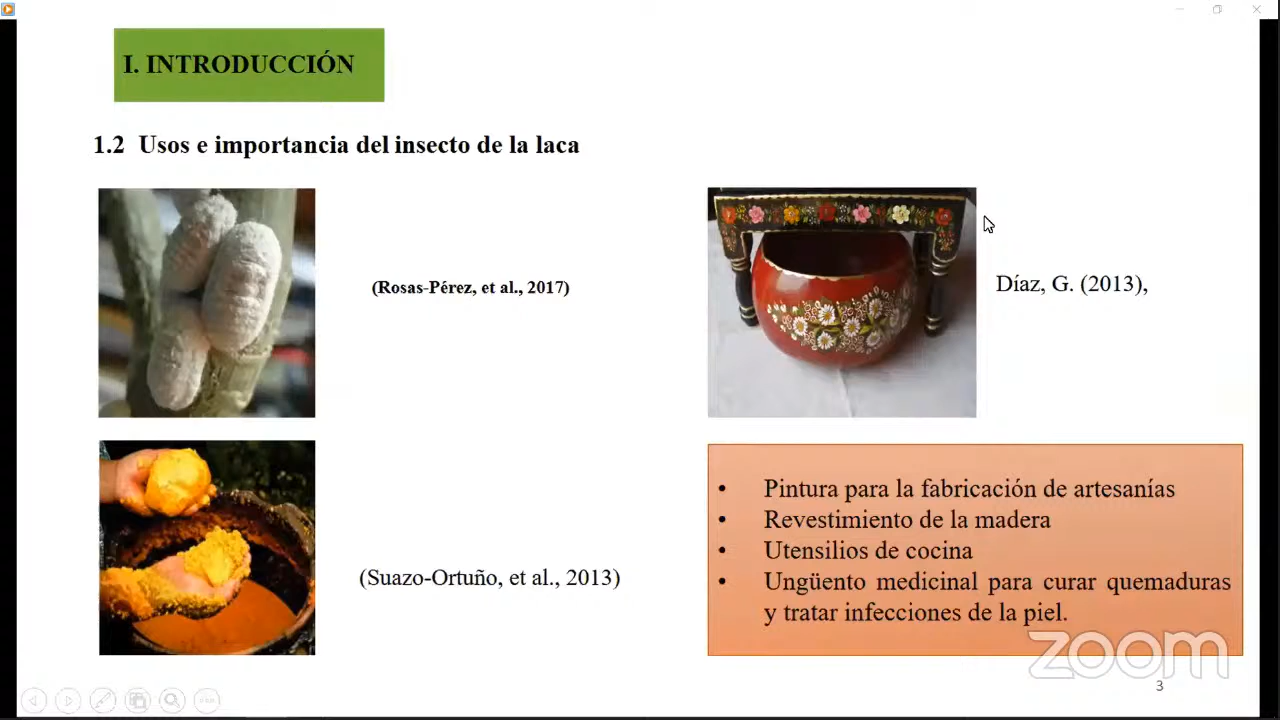 I. INTRODUCCIÓN
1.2 Usos e importancia del insecto de la laca
(Rosas-Pérez, et al., 2017)
Díaz, G. (2013),
(Suazo-Ortuño, et al., 2013)
• Pintura para la fabricación de artesanías
• Revestimiento de la madera
• Utensilios de cocina
• Ungüento medicinal para curar quemaduras
y tratar infecciones de la piel.
zoom
3